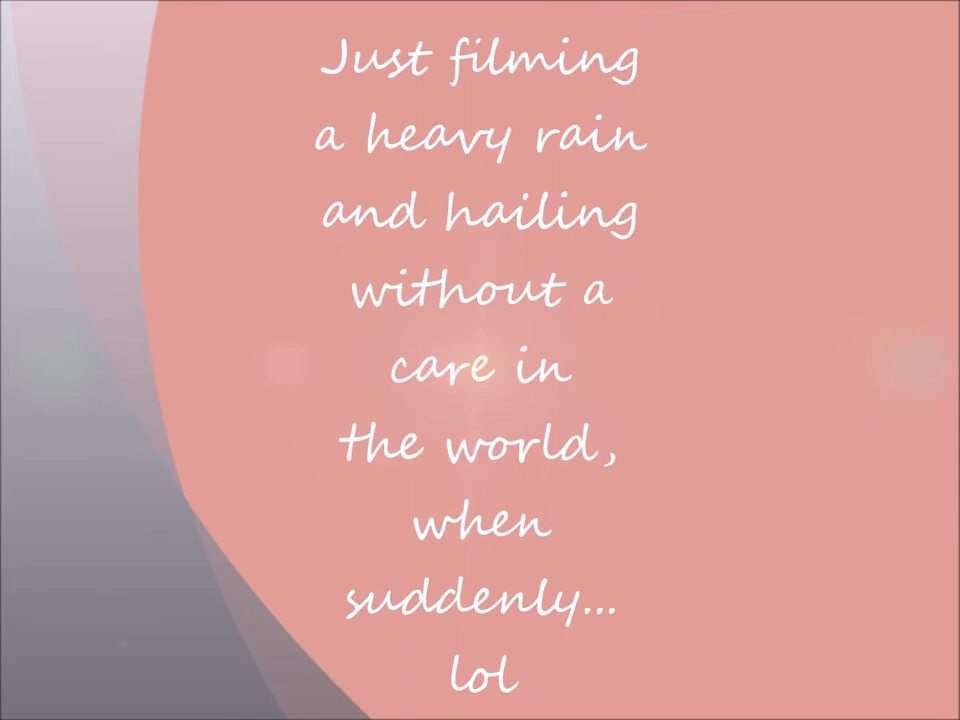 Just filming
a heavy rain
and hailing
without a
care in
the world,
when
suddenly...
lol